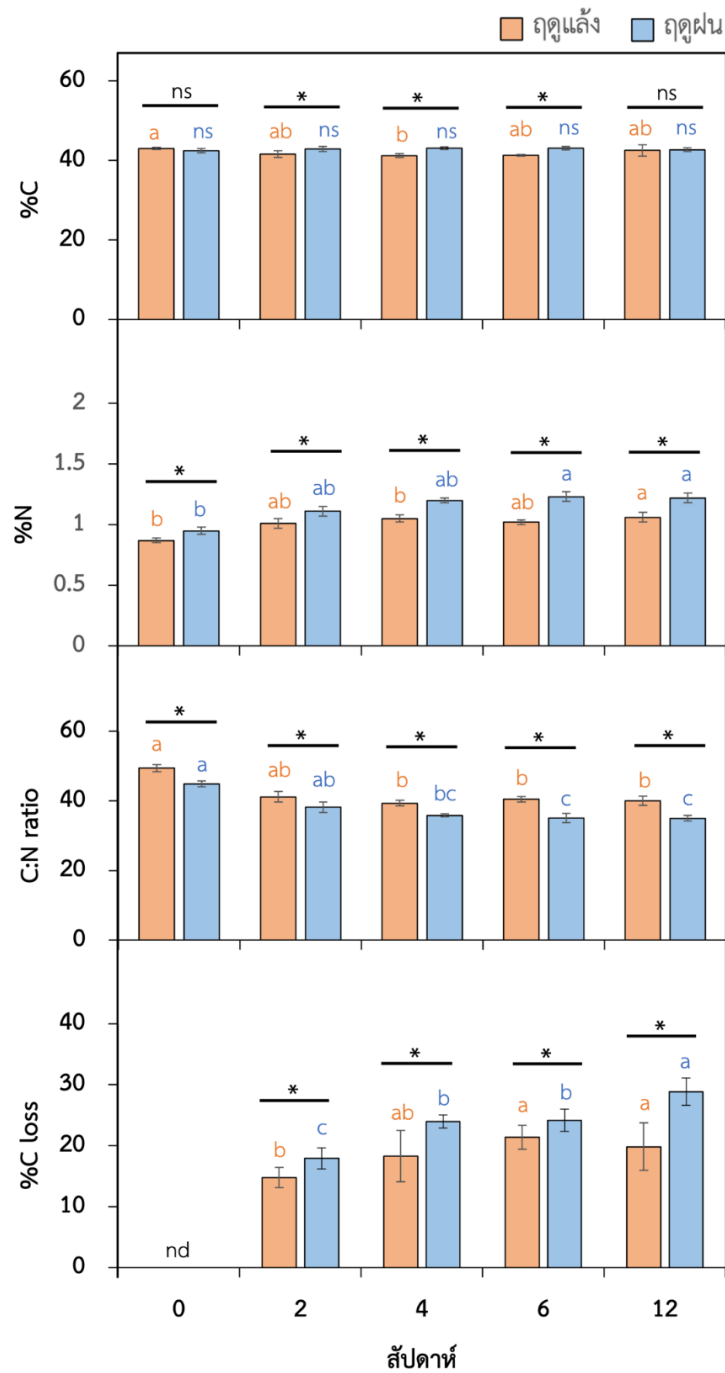 ฤดูแล้ง ฤดูฝน
%C
60
40
20
0
ns * * * ns
a ns ab ns b ns ab ns ab ns
%N
2
1.5
1
0.5
0
* * * * *
b b ab ab b ab ab a a a
C:N ratio
60
40
20
0
* * * * *
a a ab ab b bc b c b c
%C loss
40
30
20
10
0
* * * *
nd b c ab b a b a a
0 2 4 6 12
สัปดาห์